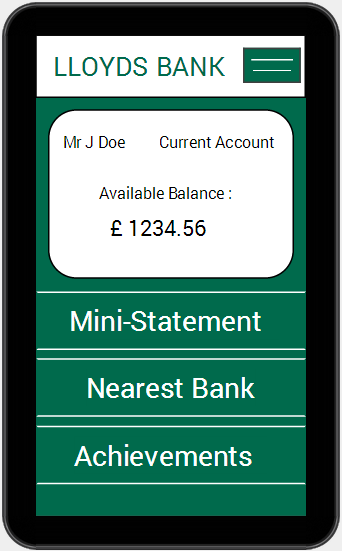 LLOYDS BANK
Mr J Doe Current Account
Available Balance :
£ 1234.56
Mini-Statement
Nearest Bank
Achievements